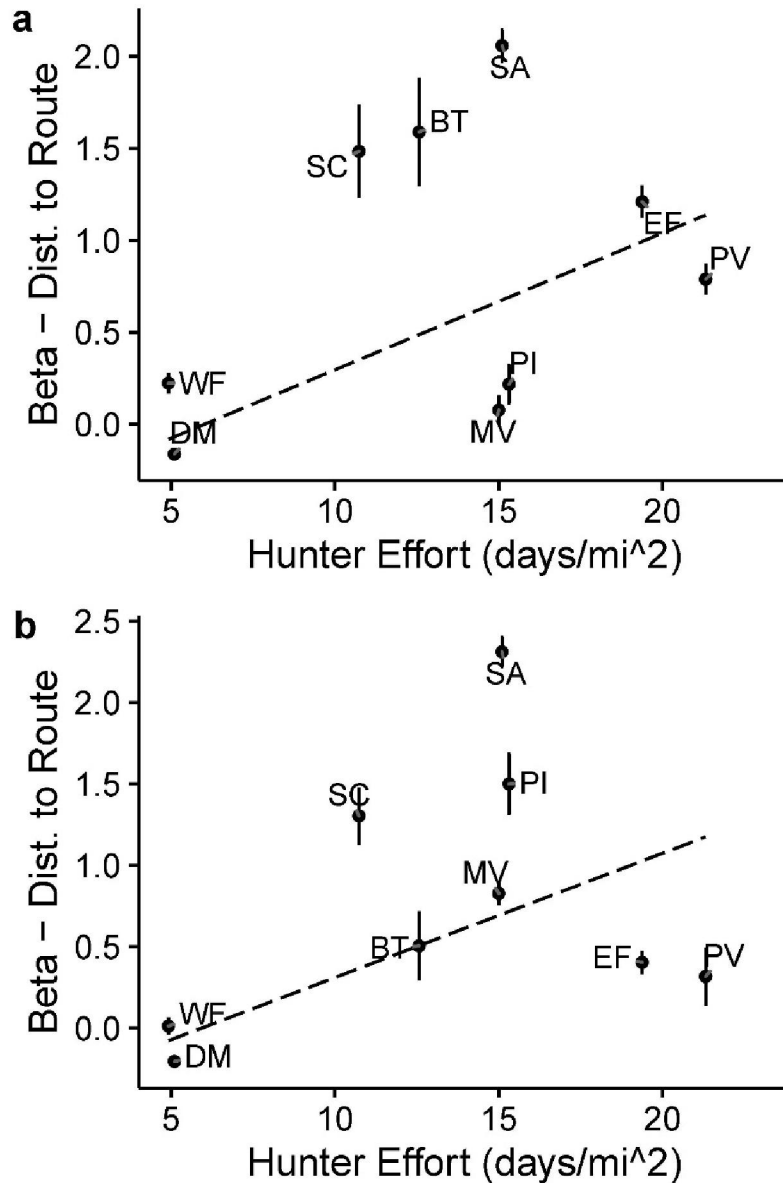 a
2.0
SA
BT
1.5
SC
EF
1.0
PV
0.5
PI
WF
0.0
DM
MV
5
10
15
20
Beta − Dist. to Route
Hunter Effort (days/mi^2)
b
2.5
SA
2.0
1.5
PI
SC
1.0
MV
0.5
BT
EF
PV
WF
0.0
DM
5
10
15
20
Beta − Dist. to Route
Hunter Effort (days/mi^2)